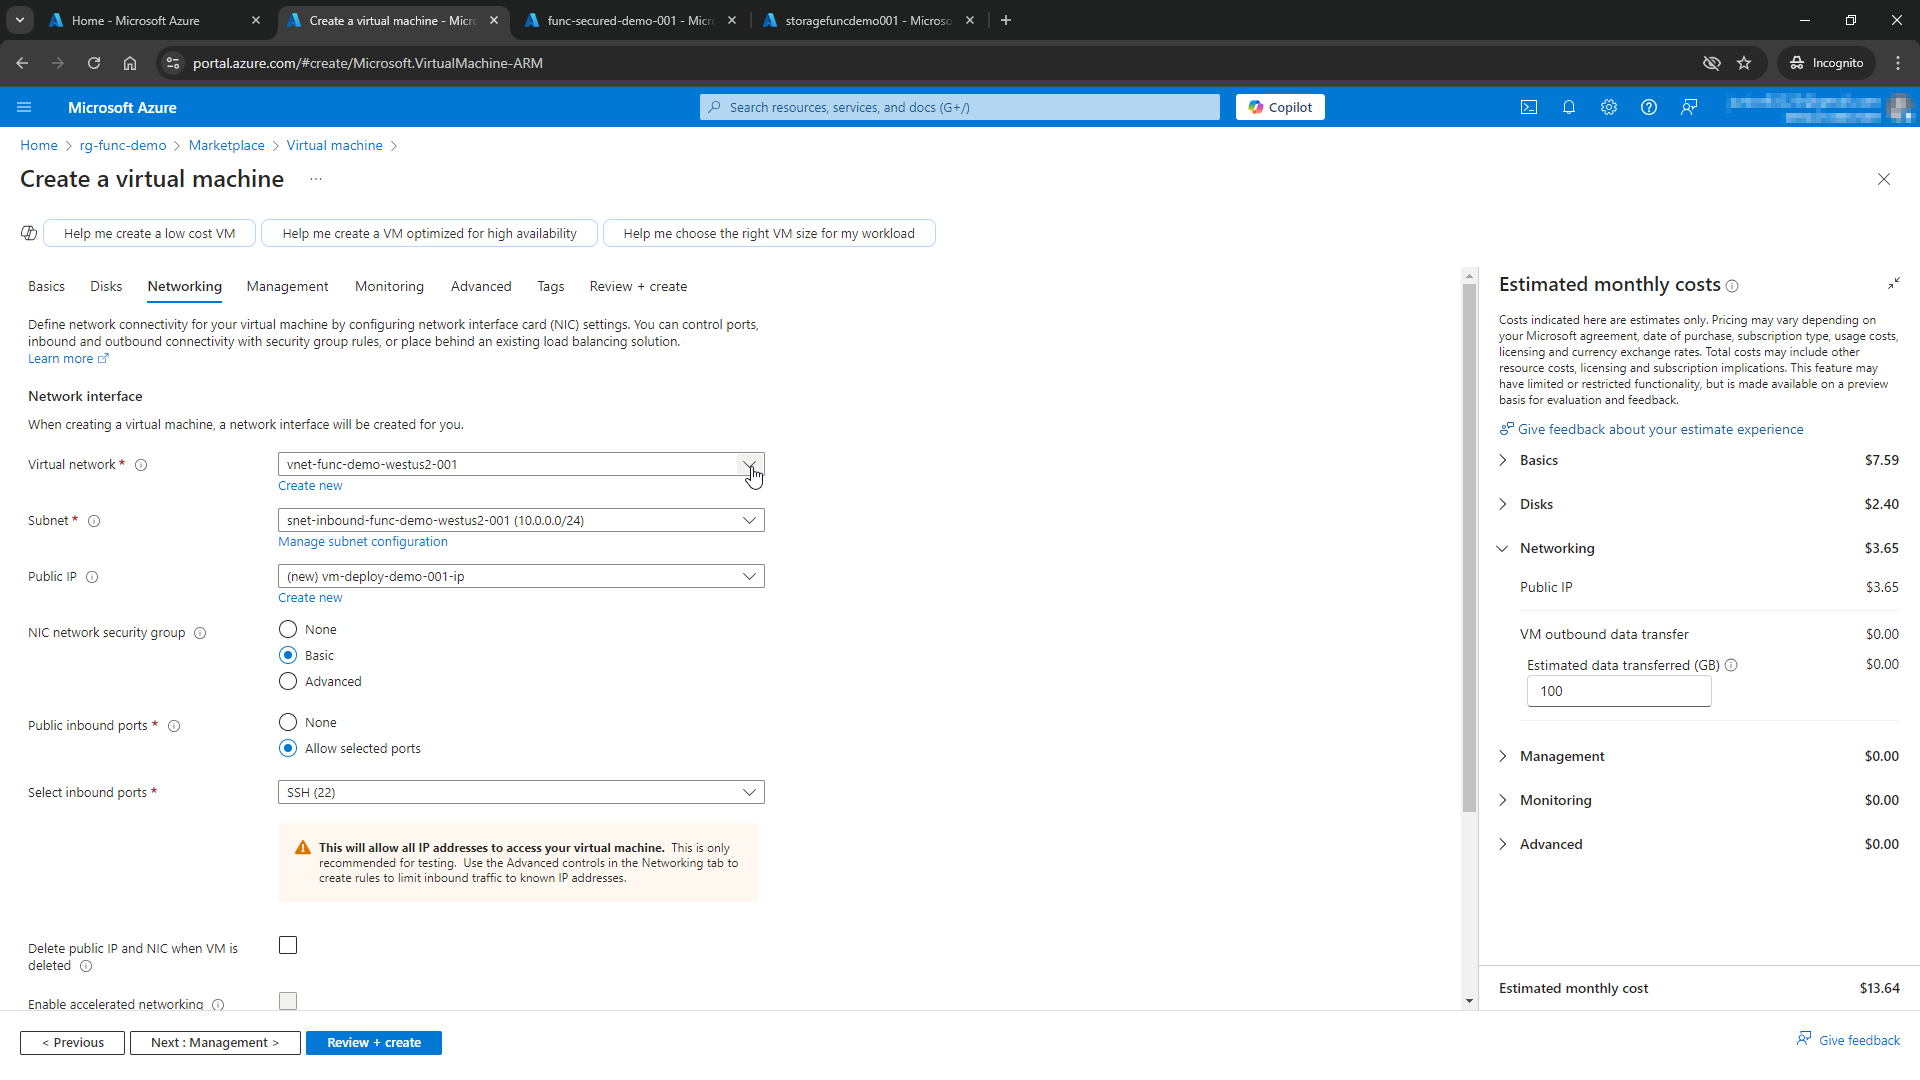 Home - Microsoft Azure
Create a virtual machine - Micr
func-secured-demo-001 - Micr
storagefuncdemo001 - Microso
portal.azure.com/#create/Microsoft.VirtualMachine-ARM
Incognito
Microsoft Azure
Search resources, services, and docs (G+/)
Copilot
Home > rg-func-demo > Marketplace > Virtual machine >
Create a virtual machine ...
Help me create a low cost VM
Help me create a VM optimized for high availability
Help me choose the right VM size for my workload
Basics
Disks
Networking
Management
Monitoring
Advanced
Tags
Review + create
Define network connectivity for your virtual machine by configuring network interface card (NIC) settings. You can control ports,
inbound and outbound connectivity with security group rules, or place behind an existing load balancing solution.
Learn more
Network interface
When creating a virtual machine, a network interface will be created for you.
Virtual network *
vnet-func-demo-westus2-001
Create new
Subnet *
snet-inbound-func-demo-westus2-001 (10.0.0.0/24)
Manage subnet configuration
Public IP
(new) vm-deploy-demo-001-ip
Create new
NIC network security group
None
Basic
Advanced
Public inbound ports *
None
Allow selected ports
Select inbound ports *
SSH (22)
This will allow all IP addresses to access your virtual machine. This is only
recommended for testing. Use the Advanced controls in the Networking tab to
create rules to limit inbound traffic to known IP addresses.
Delete public IP and NIC when VM is
deleted
Enable accelerated networking
< Previous
Next : Management >
Review + create
Estimated monthly costs
Costs indicated here are estimates only. Pricing may vary depending on
your Microsoft agreement, date of purchase, subscription type, usage costs,
licensing and currency exchange rates. Total costs may include other
resource costs, licensing and subscription implications. This feature may
have limited or restricted functionality, but is made available on a preview
basis for evaluation and feedback.
Give feedback about your estimate experience
Basics $7.59
Disks $2.40
Networking $3.65
Public IP $3.65
VM outbound data transfer $0.00
Estimated data transferred (GB) $0.00
100
Management $0.00
Monitoring $0.00
Advanced $0.00
Estimated monthly cost $13.64
Give feedback